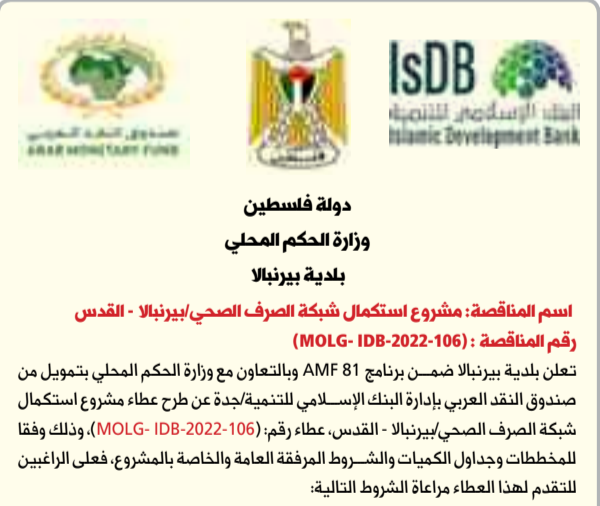 IsDB
البنك الإسلامي للتنمية
Islamic Development Bank
صندوق النقد العربي
ARAB MONETARY FUND
فلسطين
دولة فلسطين
وزارة الحكم المحلي
بلدية بيرنبالا
اسم المناقصة: مشروع استكمال شبكة الصرف الصحي/بيرنبالا - القدس
رقم المناقصة : (MOLG- IDB-2022-106)
تعلن بلدية بيرنبالا ضمــن برنامج AMF 81 وبالتعاون مع وزارة الحكم المحلي بتمويل من
صندوق النقد العربي بإدارة البنك الإســلامي للتنمية/جدة عن طرح عطاء مشروع استكمال
شبكة الصرف الصحي/بيرنبالا - القدس، عطاء رقم: (MOLG- IDB-2022-106)، وذلك وفقا
للمخططات وجداول الكميات والشــروط المرفقة العامة والخاصة بالمشروع، فعلى الراغبين
للتقدم لهذا العطاء مراعاة الشروط التالية: